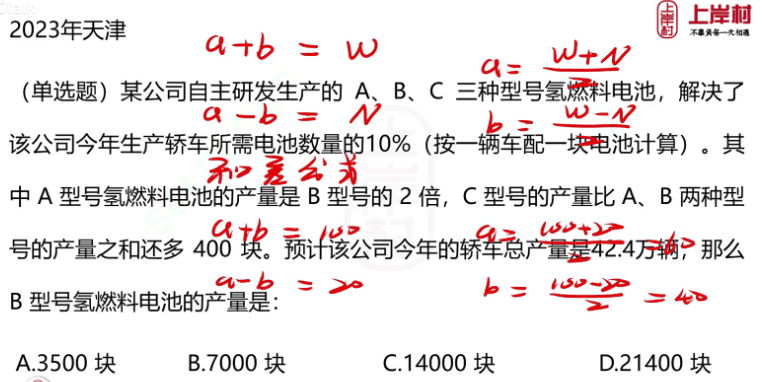 上岸村
不辜负每一次相遇
2023年天津
a+b = W
a= W+N/2
（单选题）某公司自主研发生产的 A、B、C 三种型号氢燃料电池，解决了
a-b = N
b= W-N/2
该公司今年生产轿车所需电池数量的10%（按一辆车配一块电池计算）。其
和差公式
中 A 型号氢燃料电池的产量是 B 型号的 2 倍，C 型号的产量比 A、B 两种型
a+b = 100
a= 100+20/2 =60
号的产量之和还多 400 块。预计该公司今年的轿车总产量是42.4万辆，那么
a-b = 20
b= 100-20/2 =40
B 型号氢燃料电池的产量是：
A.3500 块 B.7000 块 C.14000 块 D.21400 块